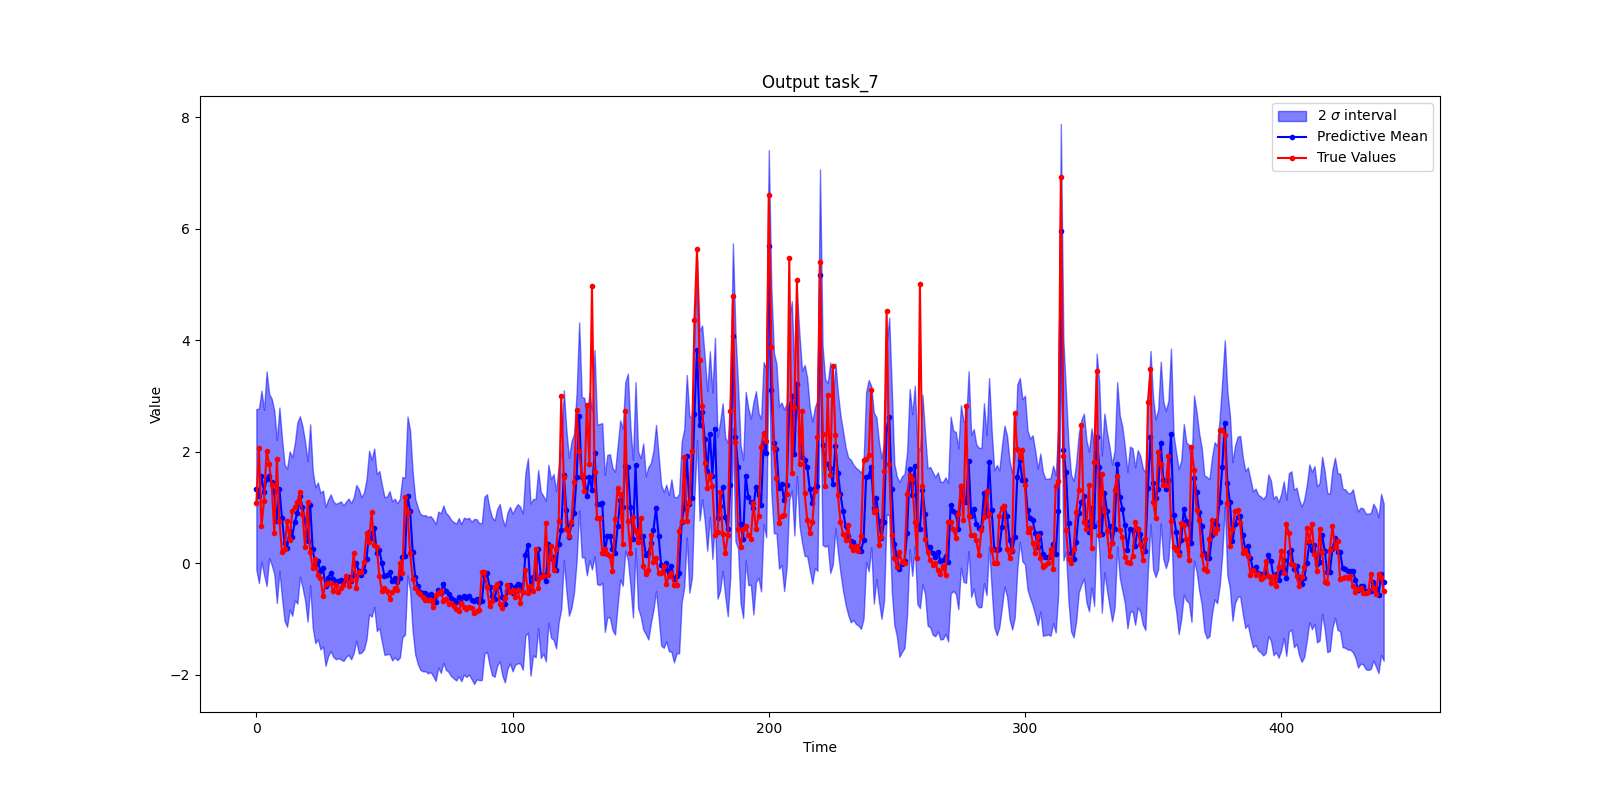 Output task_7
2 σ interval
Predictive Mean
True Values
Value
8
6
4
2
0
−2
0 100 200 300 400
Time